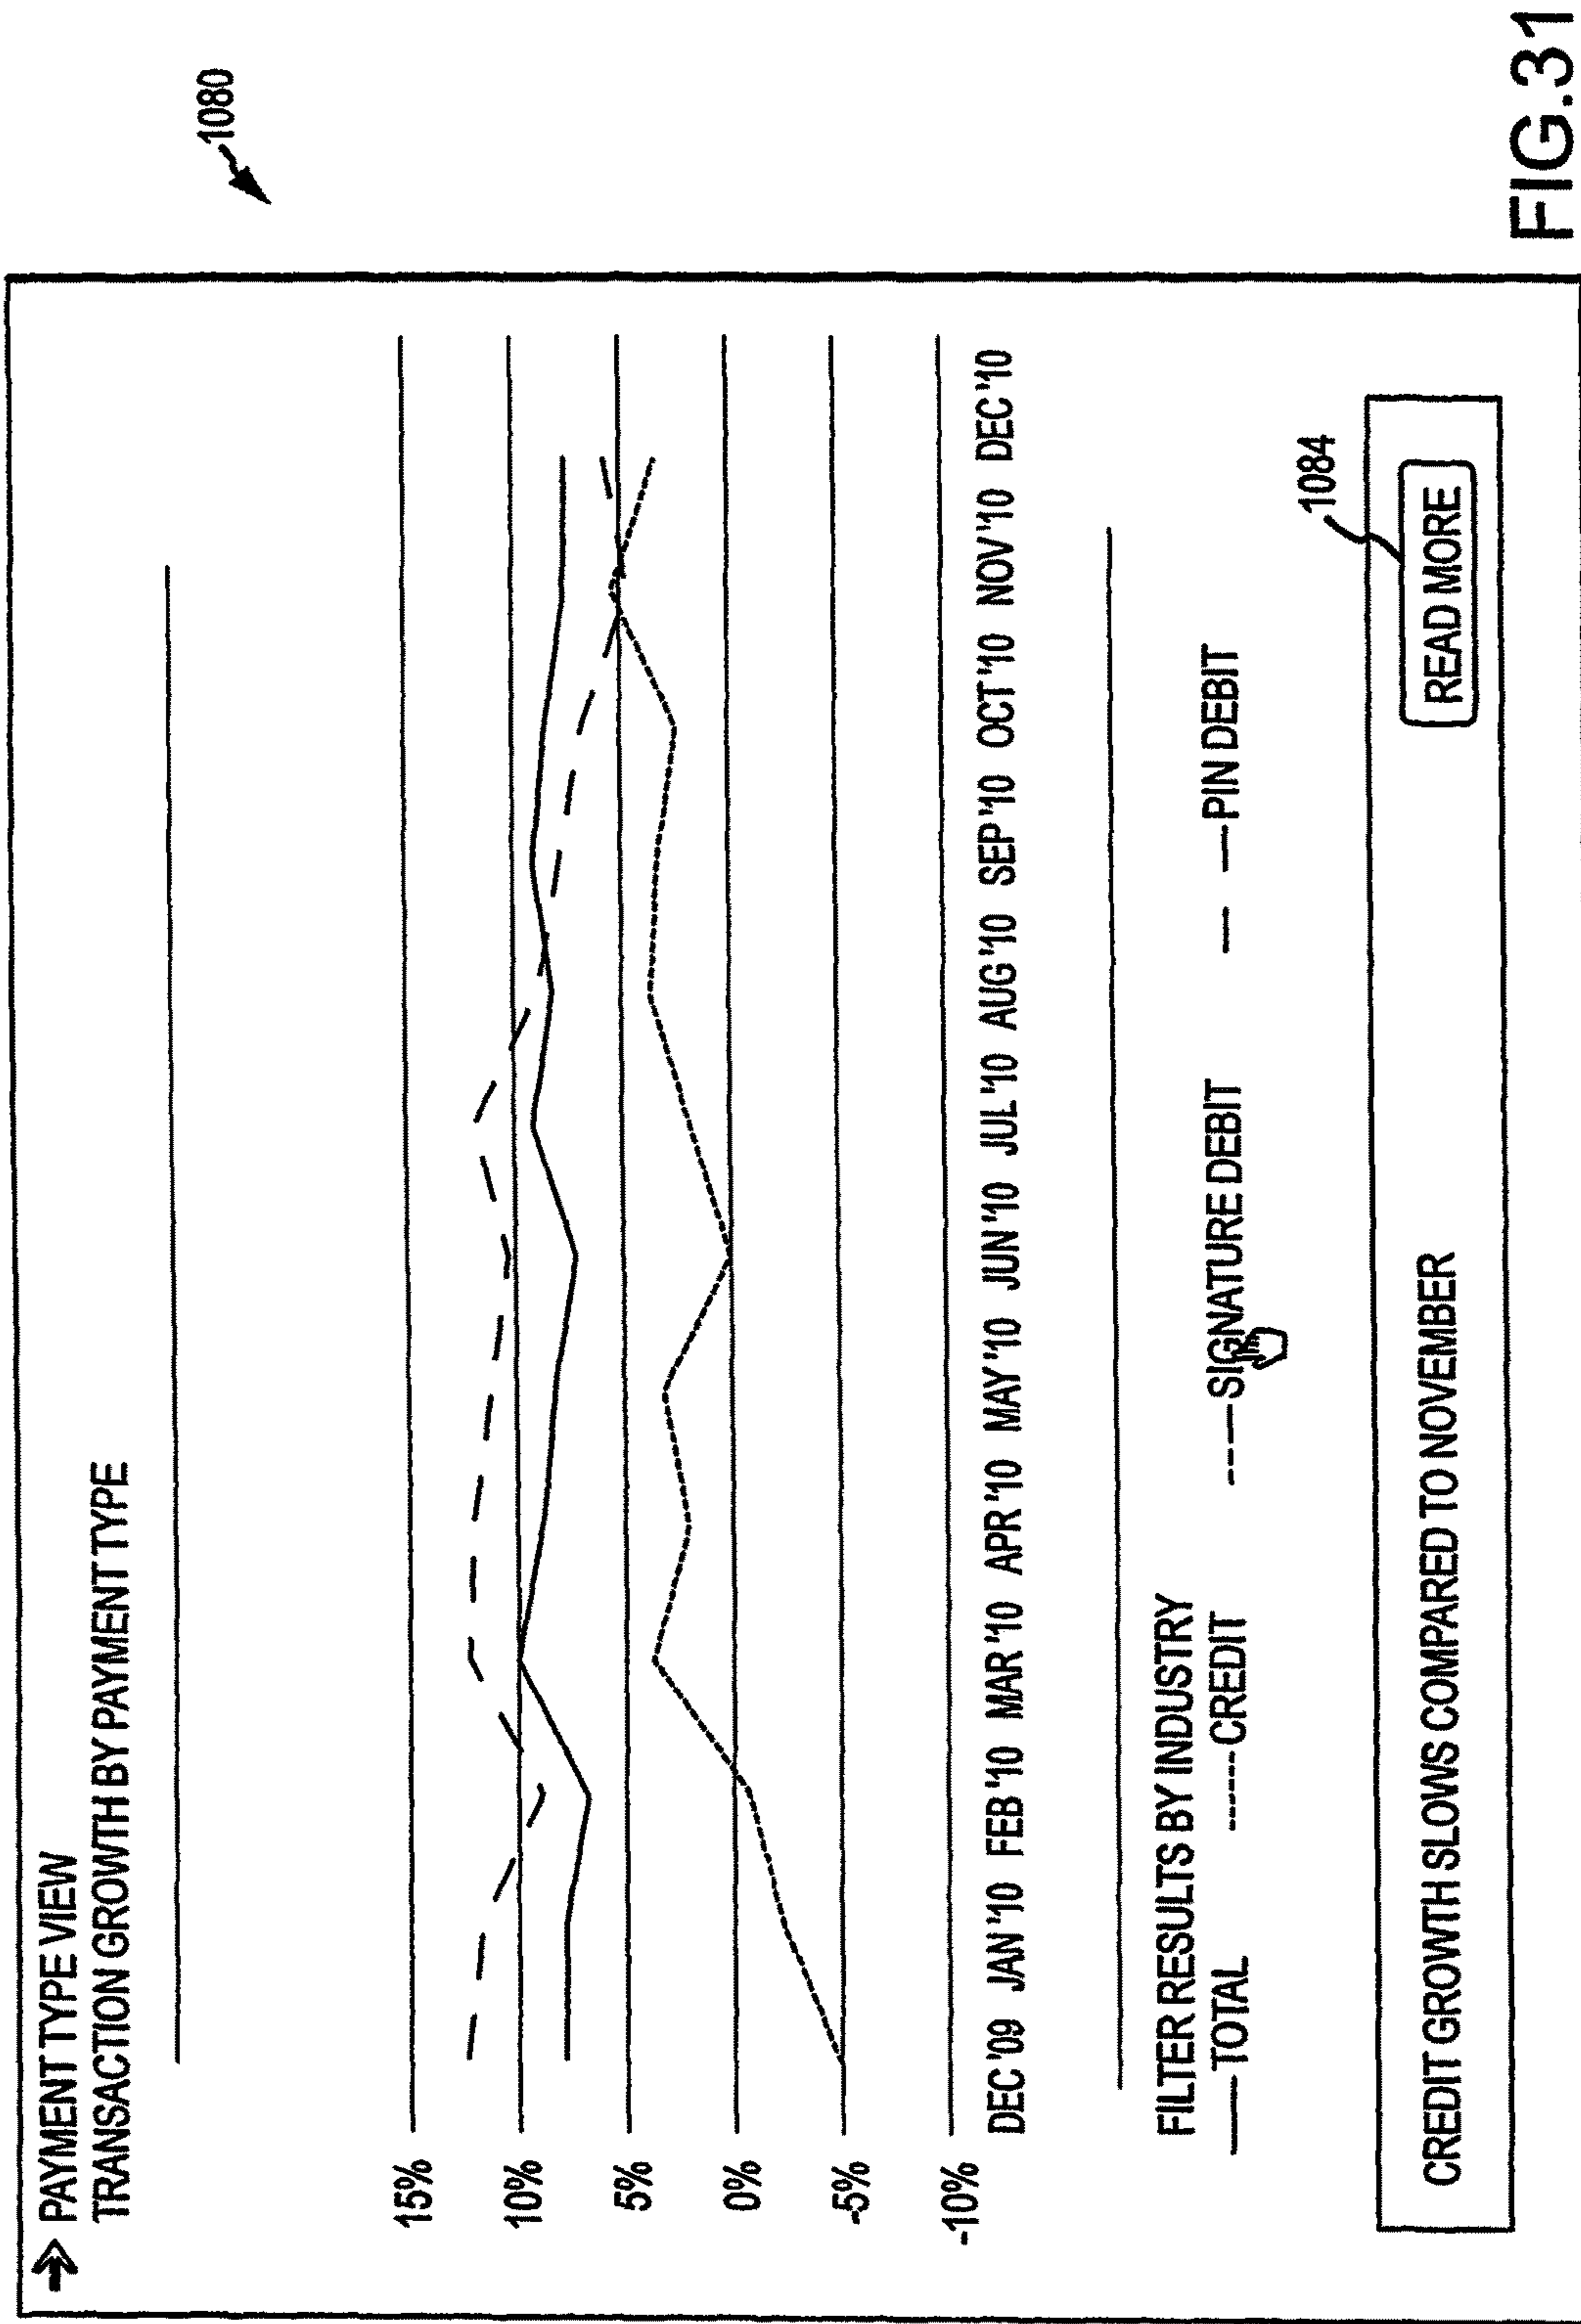 PAYMENT TYPE VIEW
TRANSACTION GROWTH BY PAYMENT TYPE
1080
15%
10%
5%
0%
-5%
-10%
DEC '09 JAN '10 FEB '10 MAR '10 APR '10 MAY '10 JUN '10 JUL '10 AUG '10 SEP '10 OCT '10 NOV '10 DEC '10
FILTER RESULTS BY INDUSTRY
TOTAL CREDIT SIGNATURE DEBIT PIN DEBIT
1084
CREDIT GROWTH SLOWS COMPARED TO NOVEMBER READ MORE
FIG.31